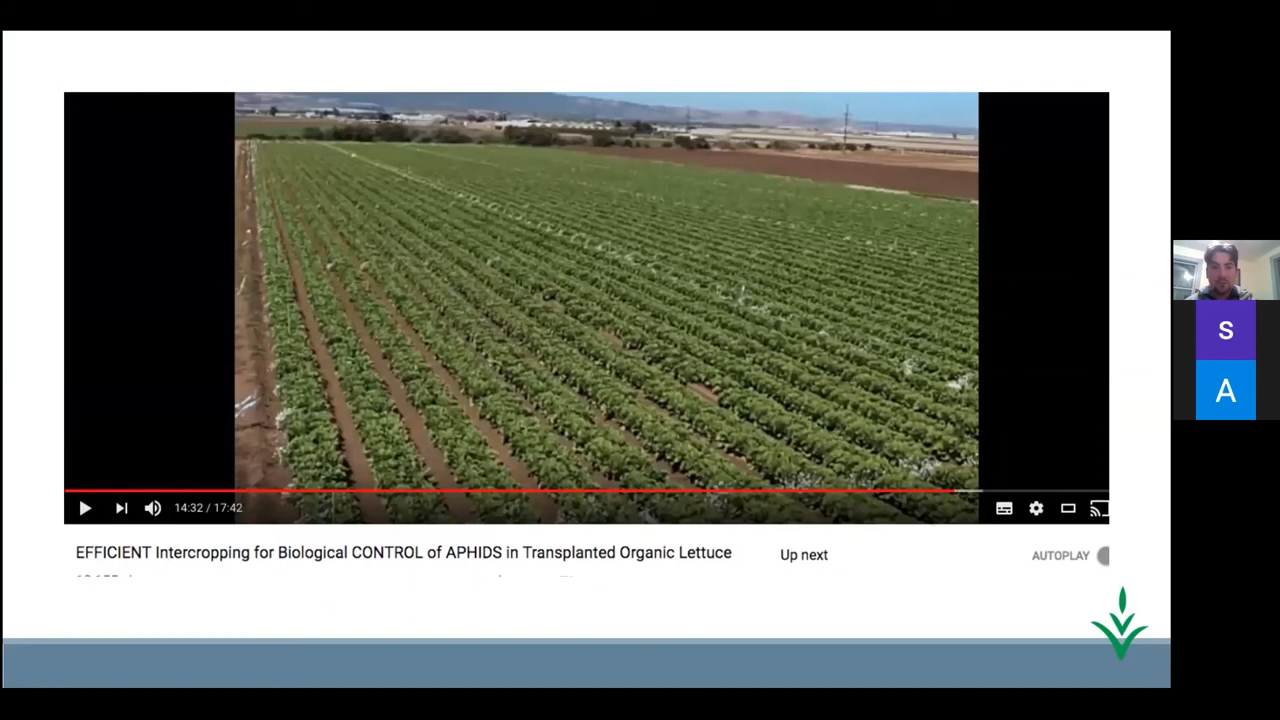 14:32 / 17:42
EFFICIENT Intercropping for Biological CONTROL of APHIDS in Transplanted Organic Lettuce
Up next
AUTOPLAY
S
A